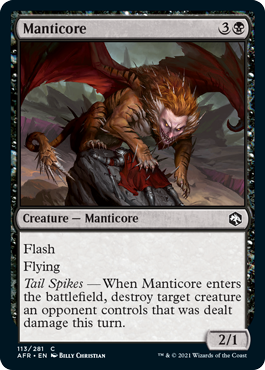 Manticore 3
Creature — Manticore
Flash
Flying
Tail Spikes — When Manticore enters
the battlefield, destroy target creature
an opponent controls that was dealt
damage this turn.
2/1
113/281 C
AFR • EN Billy Christian
™ & © 2021 Wizards of the Coast